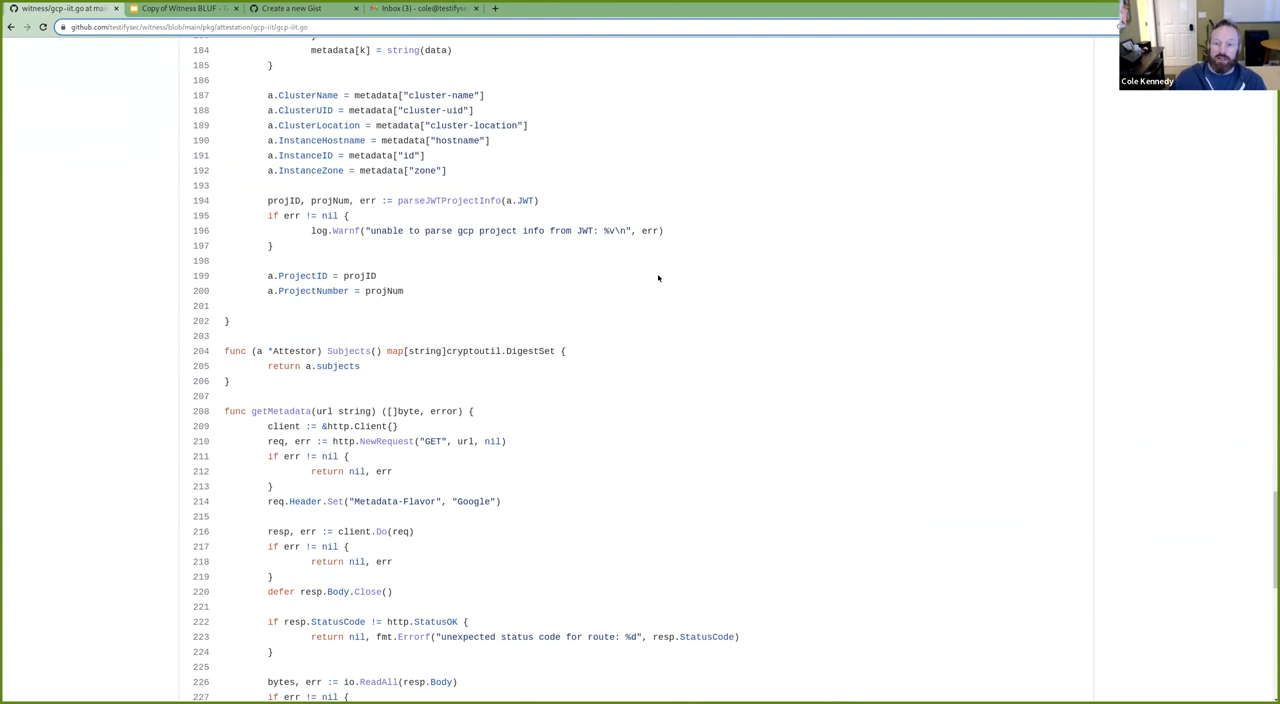 witness/gcp-iit.go at mai
Copy of Witness BLUF - G
Create a new Gist
Inbox (3) - cole@testifyse
github.com/testifysec/witness/blob/main/pkg/attestation/gcp-iit/gcp-iit.go
Cole Kennedy
184 metadata[k] = string(data)
185 }
186
187 a.ClusterName = metadata["cluster-name"]
188 a.ClusterUID = metadata["cluster-uid"]
189 a.ClusterLocation = metadata["cluster-location"]
190 a.InstanceHostname = metadata["hostname"]
191 a.InstanceID = metadata["id"]
192 a.InstanceZone = metadata["zone"]
193
194 projID, projNum, err := parseJWTProjectInfo(a.JWT)
195 if err != nil {
196 log.Warnf("unable to parse gcp project info from JWT: %v\n", err)
197 }
198
199 a.ProjectID = projID
200 a.ProjectNumber = projNum
201
202 }
203
204 func (a *Attestor) Subjects() map[string]cryptoutil.DigestSet {
205 return a.subjects
206 }
207
208 func getMetadata(url string) ([]byte, error) {
209 client := &http.Client{}
210 req, err := http.NewRequest("GET", url, nil)
211 if err != nil {
212 return nil, err
213 }
214 req.Header.Set("Metadata-Flavor", "Google")
215
216 resp, err := client.Do(req)
217 if err != nil {
218 return nil, err
219 }
220 defer resp.Body.Close()
221
222 if resp.StatusCode != http.StatusOK {
223 return nil, fmt.Errorf("unexpected status code for route: %d", resp.StatusCode)
224 }
225
226 bytes, err := io.ReadAll(resp.Body)
227 if err != nil {